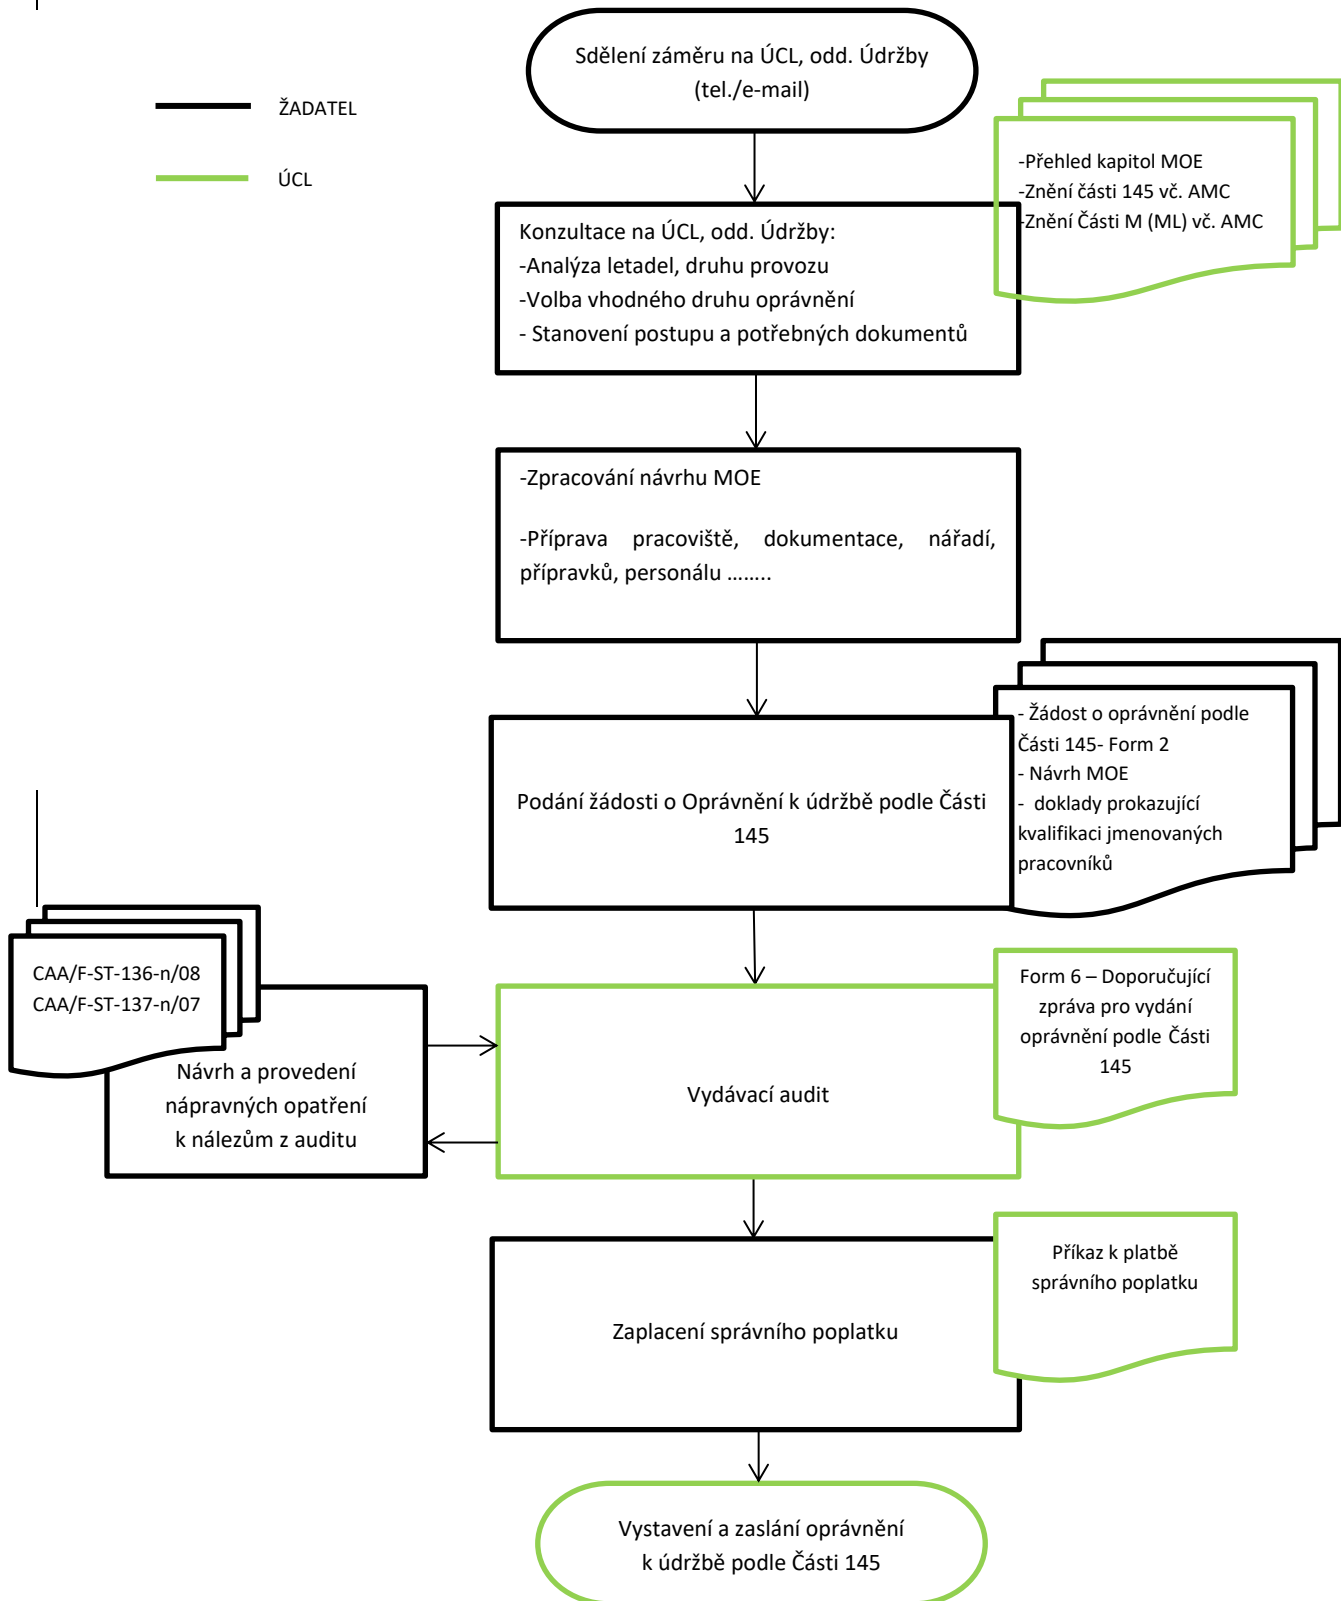 Sdělení záměru na ÚCL, odd. Údržby
(tel./e-mail)
ŽADATEL
ÚCL
-Přehled kapitol MOE
-Znění části 145 vč. AMC
-Znění Části M (ML) vč. AMC
Konzultace na ÚCL, odd. Údržby:
-Analýza letadel, druhu provozu
-Volba vhodného druhu oprávnění
- Stanovení postupu a potřebných dokumentů
-Zpracování návrhu MOE
-Příprava pracoviště, dokumentace, nářadí,
přípravků, personálu ……..
- Žádost o oprávnění podle
Části 145- Form 2
- Návrh MOE
- doklady prokazující
kvalifikaci jmenovaných
pracovníků
Podání žádosti o Oprávnění k údržbě podle Části
145
CAA/F-ST-136-n/08
CAA/F-ST-137-n/07
Návrh a provedení
nápravných opatření
k nálezům z auditu
Vydávací audit
Form 6 – Doporučující
zpráva pro vydání
oprávnění podle Části
145
Příkaz k platbě
správního poplatku
Zaplacení správního poplatku
Vystavení a zaslání oprávnění
k údržbě podle Části 145